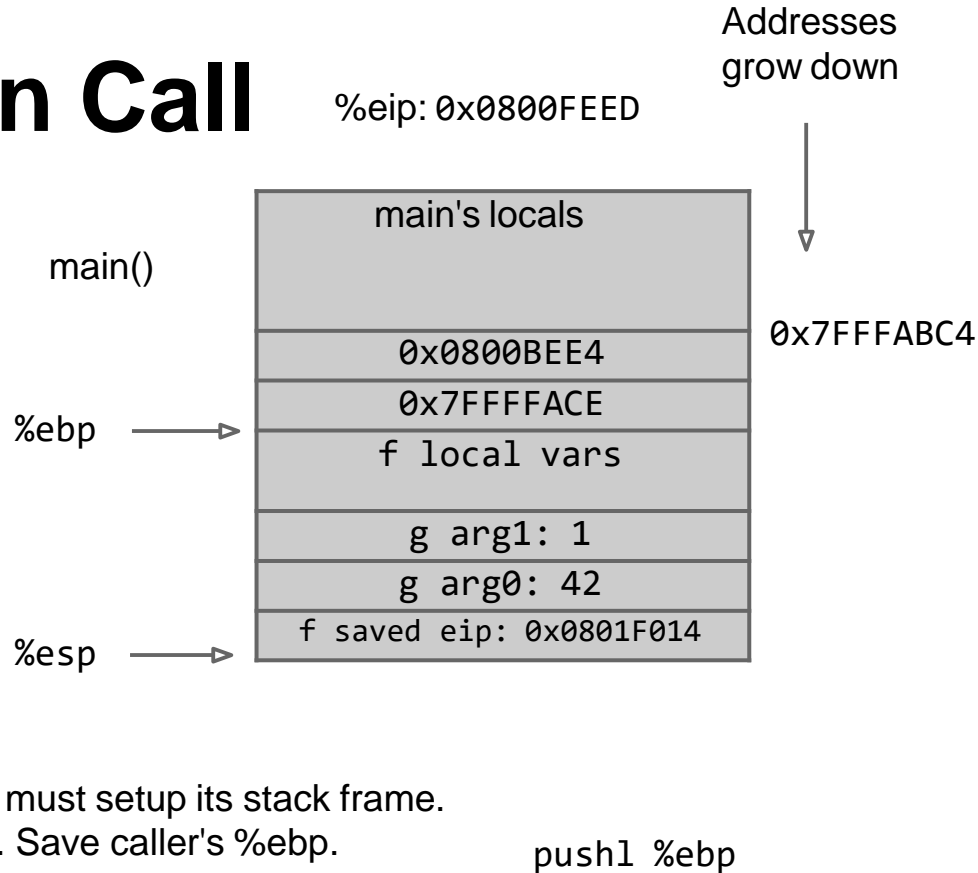 Addresses
grow down
n Call
%eip: 0x0800FEED
main's locals
main()
0x7FFFABC4
0x0800BEE4
0x7FFFFACE
%ebp
f local vars
g arg1: 1
g arg0: 42
f saved eip: 0x0801F014
%esp
must setup its stack frame.
. Save caller's %ebp.
pushl %ebp